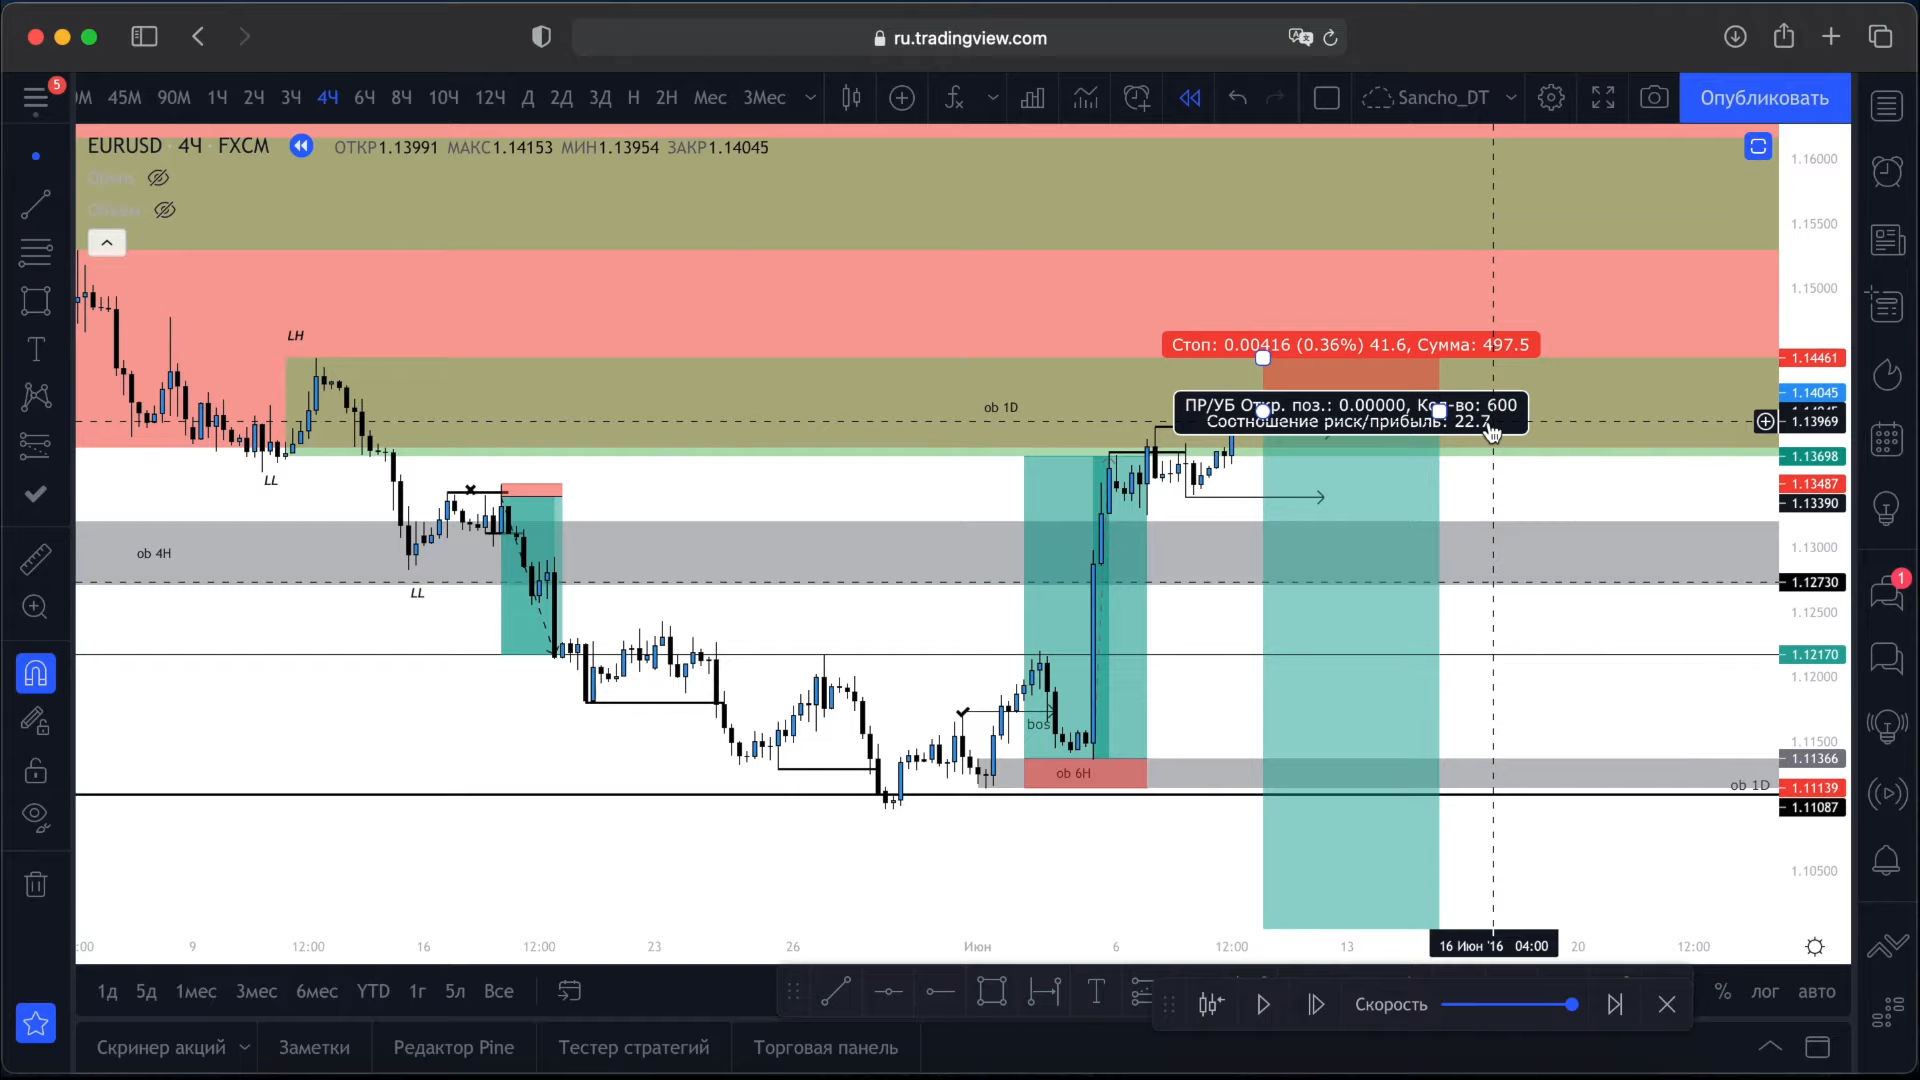 ru.tradingview.com
5
45М 90М 1Ч 2Ч 3Ч 4Ч 6Ч 8Ч 10Ч 12Ч Д 2Д 3Д Н 2Н Мес 3Мес
Sancho_DT
Опубликовать
EURUSD · 4Ч · FXCM ОТКР1.13991 МАКС1.14153 МИН1.13954 ЗАКР1.14045
Объём
1.16000
1.15500
1.15000
LH
Стоп: 0.00416 (0.36%) 41.6, Сумма: 497.5
1.14461
1.14045
ПР/УБ Откр. поз.: 0.00000, Кол-во: 600
Соотношение риск/прибыль: 22.7
ob 1D
1.13969
1.13698
LL
1.13487
1.13390
ob 4H
1.13000
1.12730
LL
1.12500
1.12170
1.12000
bos
1.11500
1.11366
ob 6H
ob 1D
1.11139
1.11087
1.10500
1
:00 9 12:00 16 12:00 23 26 Июн 6 12:00 13 16 Июн '16 04:00 20 12:00
1д 5д 1мес 3мес 6мес YTD 1г 5л Все
Скорость
% лог авто
Скринер акций Заметки Редактор Pine Тестер стратегий Торговая панель